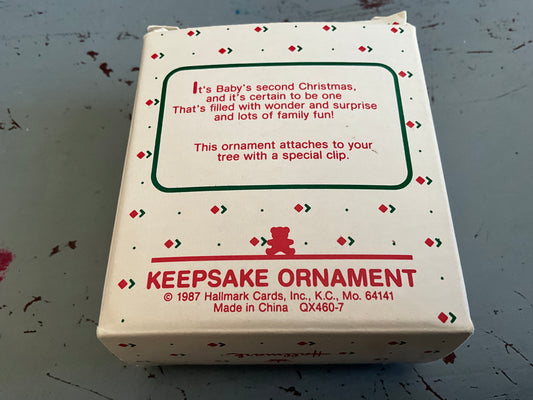 It's Baby's second Christmas,
and it's certain to be one
That's filled with wonder and surprise
and lots of family fun!
This ornament attaches to your
tree with a special clip.
KEEPSAKE ORNAMENT
© 1987 Hallmark Cards, Inc., K.C., Mo. 64141
Made in China QX460-7
Hallmark